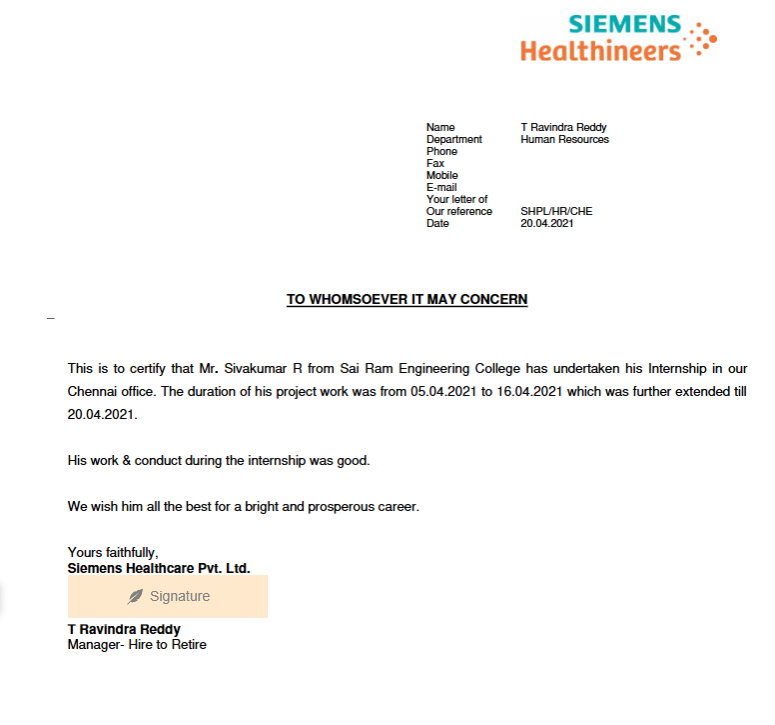 SIEMENS
Healthineers
Name T Ravindra Reddy
Department Human Resources
Phone
Fax
Mobile
E-mail
Your letter of
Our reference SHPL/HR/CHE
Date 20.04.2021
TO WHOMSOEVER IT MAY CONCERN
This is to certify that Mr. Sivakumar R from Sai Ram Engineering College has undertaken his Internship in our
Chennai office. The duration of his project work was from 05.04.2021 to 16.04.2021 which was further extended till
20.04.2021.
His work & conduct during the internship was good.
We wish him all the best for a bright and prosperous career.
Yours faithfully,
Siemens Healthcare Pvt. Ltd.
Signature
T Ravindra Reddy
Manager- Hire to Retire